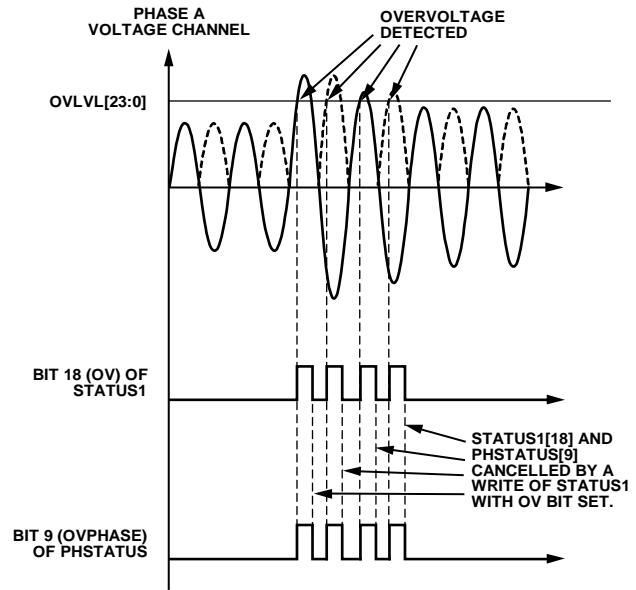 PHASE A
VOLTAGE CHANNEL
OVERVOLTAGE
DETECTED
OVLVL[23:0]
BIT 18 (OV) OF
STATUS1
STATUS1[18] AND
PHSTATUS[9]
CANCELLED BY A
WRITE OF STATUS1
WITH OV BIT SET.
BIT 9 (OVPHASE)
OF PHSTATUS